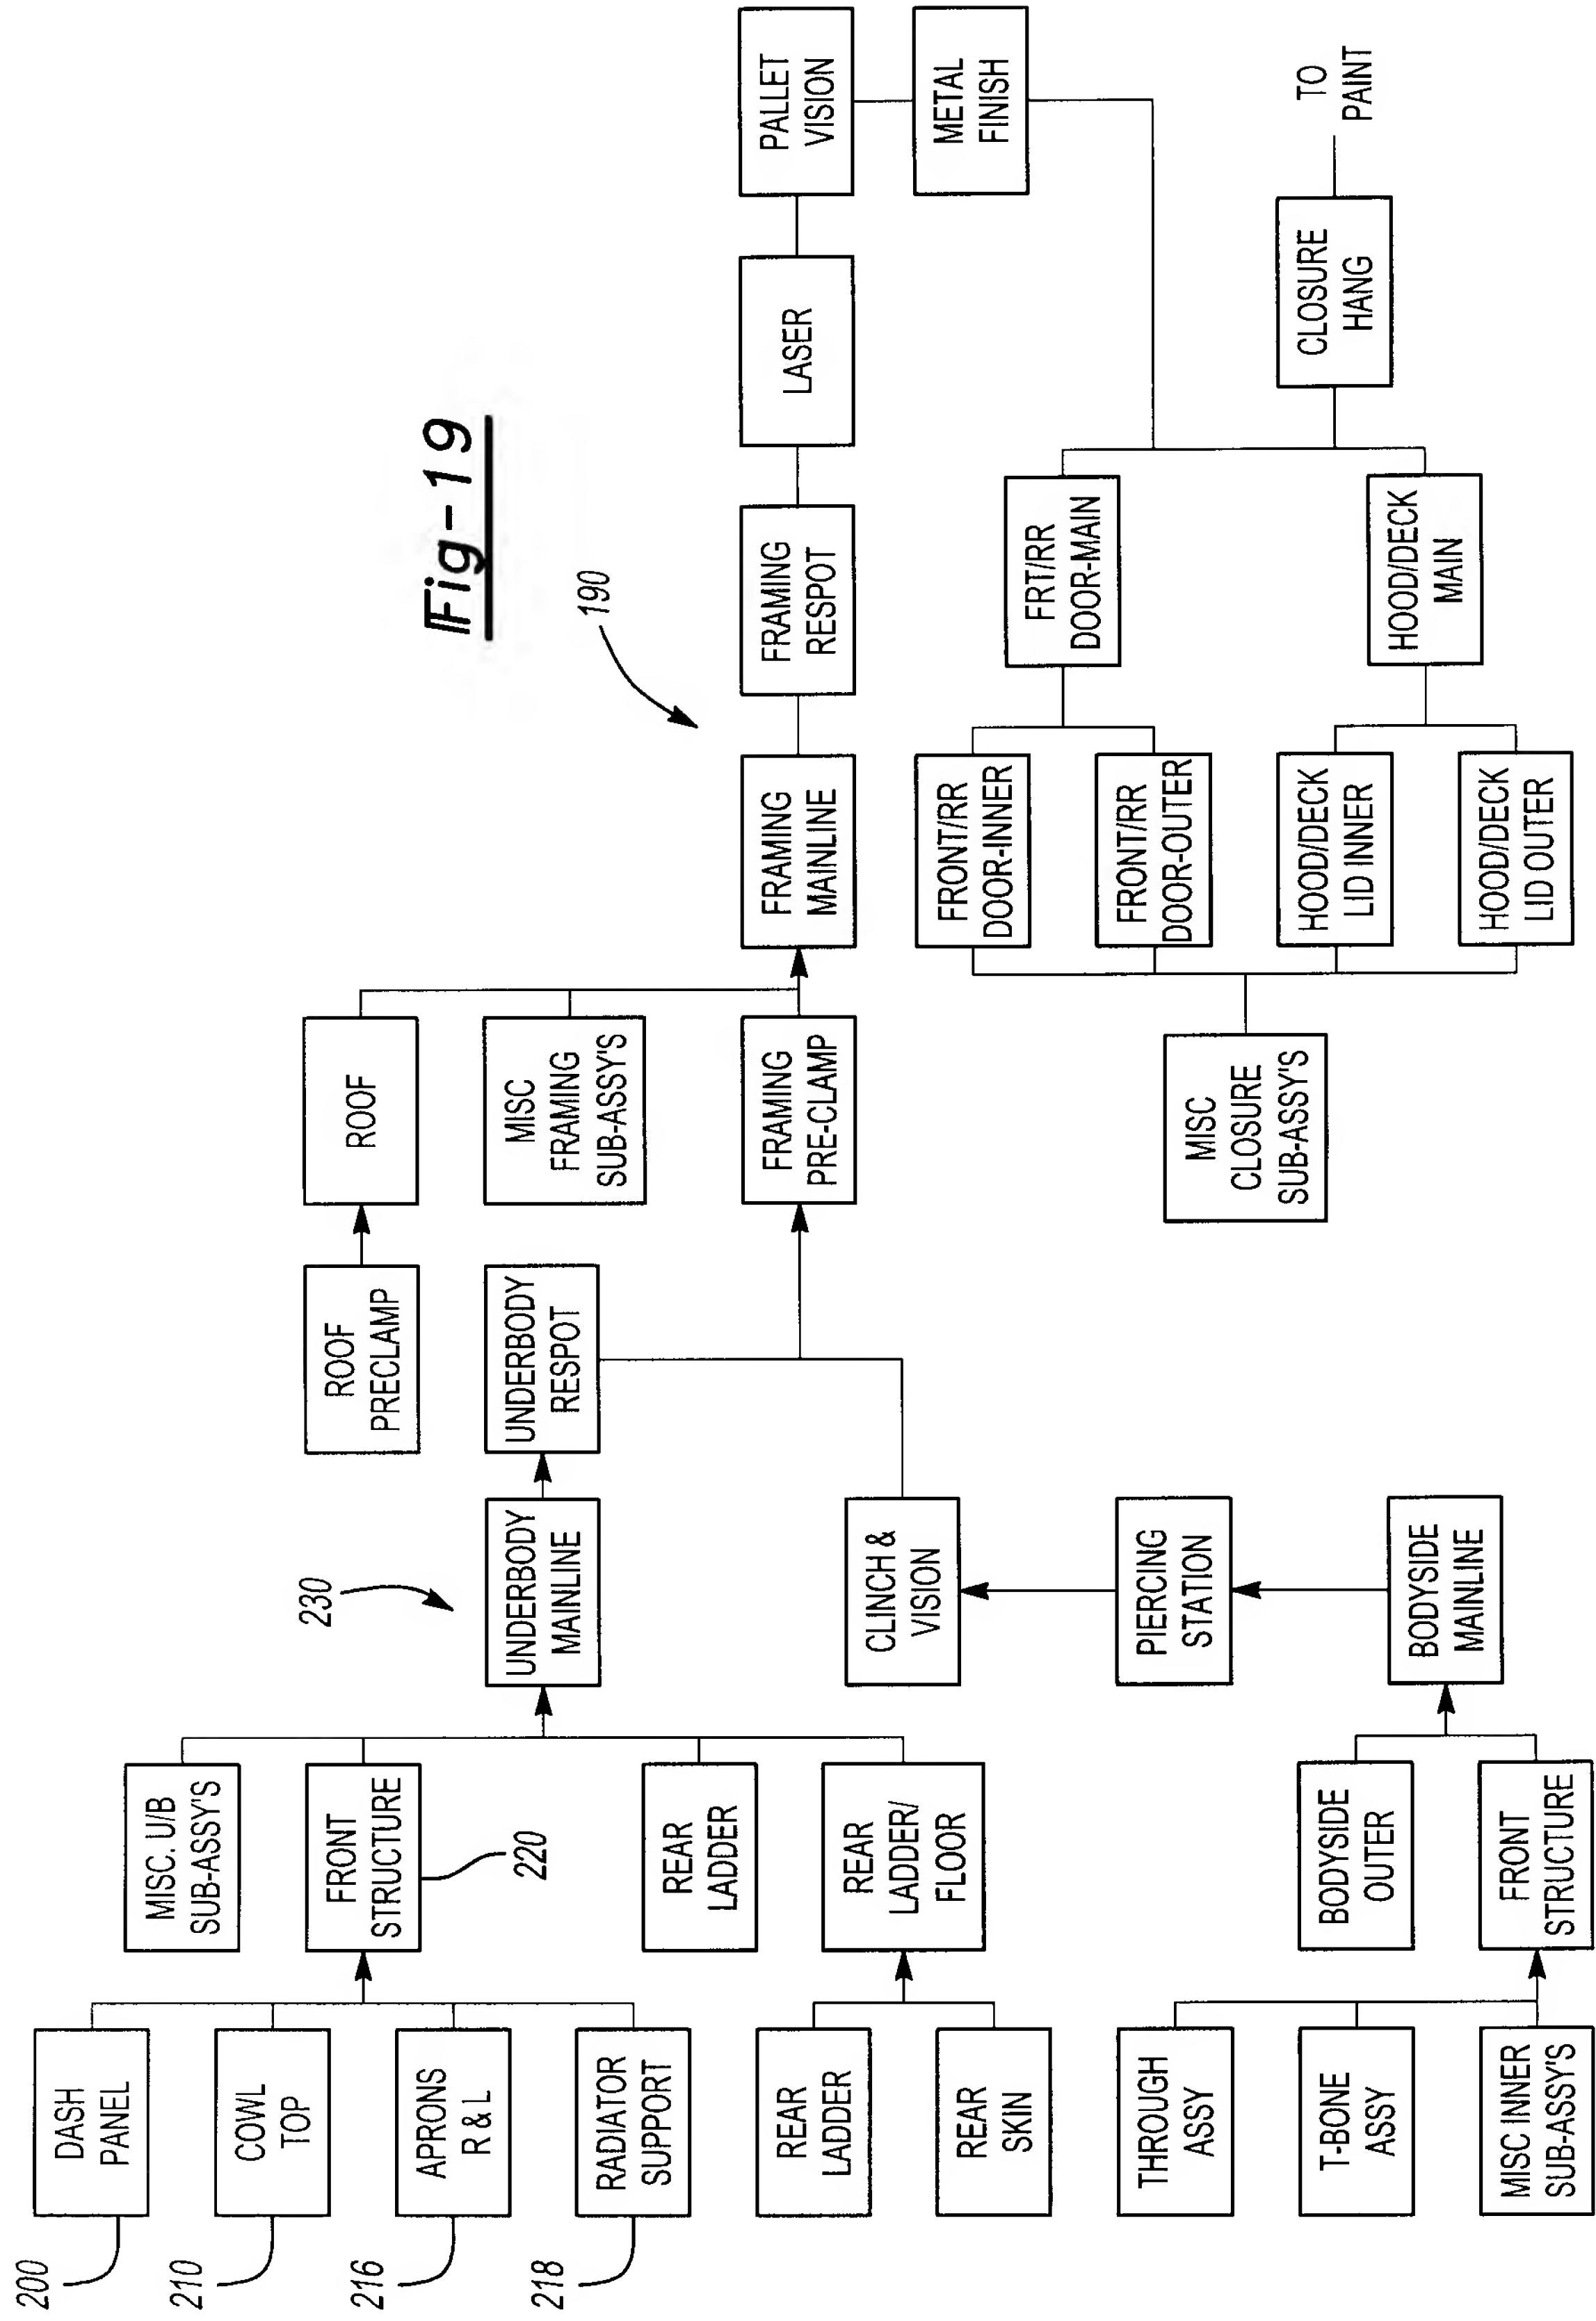 Fig-19
190
200
DASH
PANEL
210
COWL
TOP
216
APRONS
R & L
218
RADIATOR
SUPPORT
MISC. U/B
SUB-ASSY'S
FRONT
STRUCTURE
220
REAR
LADDER
REAR
LADDER/
FLOOR
REAR
LADDER
REAR
SKIN
THROUGH
ASSY
T-BONE
ASSY
MISC INNER
SUB-ASSY'S
BODYSIDE
OUTER
FRONT
STRUCTURE
230
UNDERBODY
MAINLINE
UNDERBODY
RESPOT
CLINCH &
VISION
PIERCING
STATION
BODYSIDE
MAINLINE
ROOF
PRECLAMP
ROOF
MISC
FRAMING
SUB-ASSY'S
FRAMING
PRE-CLAMP
FRAMING
MAINLINE
FRAMING
RESPOT
LASER
PALLET
VISION
METAL
FINISH
MISC
CLOSURE
SUB-ASSY'S
FRONT/RR
DOOR-INNER
FRONT/RR
DOOR-OUTER
HOOD/DECK
LID INNER
HOOD/DECK
LID OUTER
FRT/RR
DOOR-MAIN
HOOD/DECK
MAIN
CLOSURE
HANG
TO
PAINT